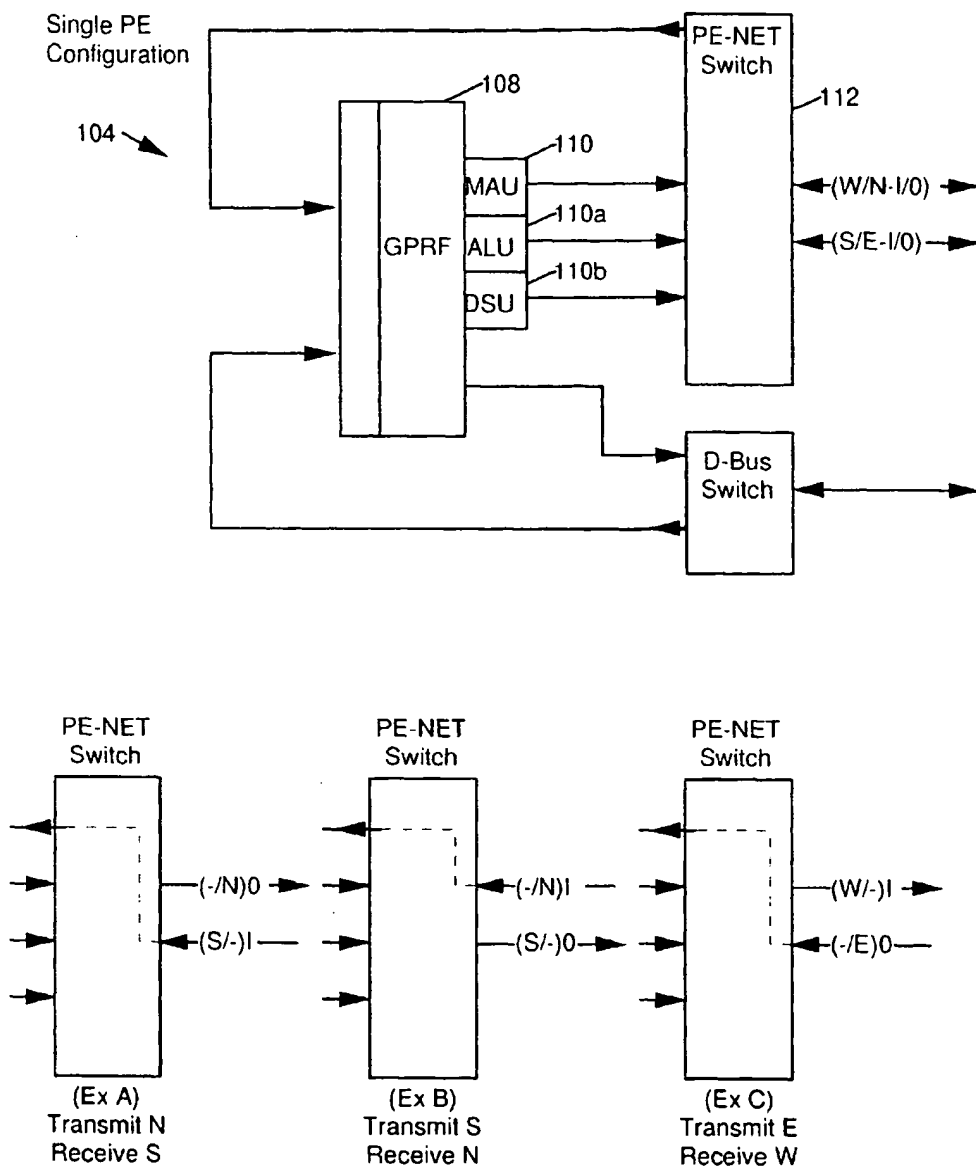 Single PE
Configuration
104
108
PE-NET
Switch
112
110
MAU
110a
GPRF
ALU
110b
DSU
(W/N-I/0)
(S/E-I/0)
D-Bus
Switch
PE-NET
Switch
PE-NET
Switch
PE-NET
Switch
(-/N)0
(S/-)I
(-/N)I
(S/-)0
(W/-)I
(-/E)0
(Ex A)
Transmit N
Receive S
(Ex B)
Transmit S
Receive N
(Ex C)
Transmit E
Receive W